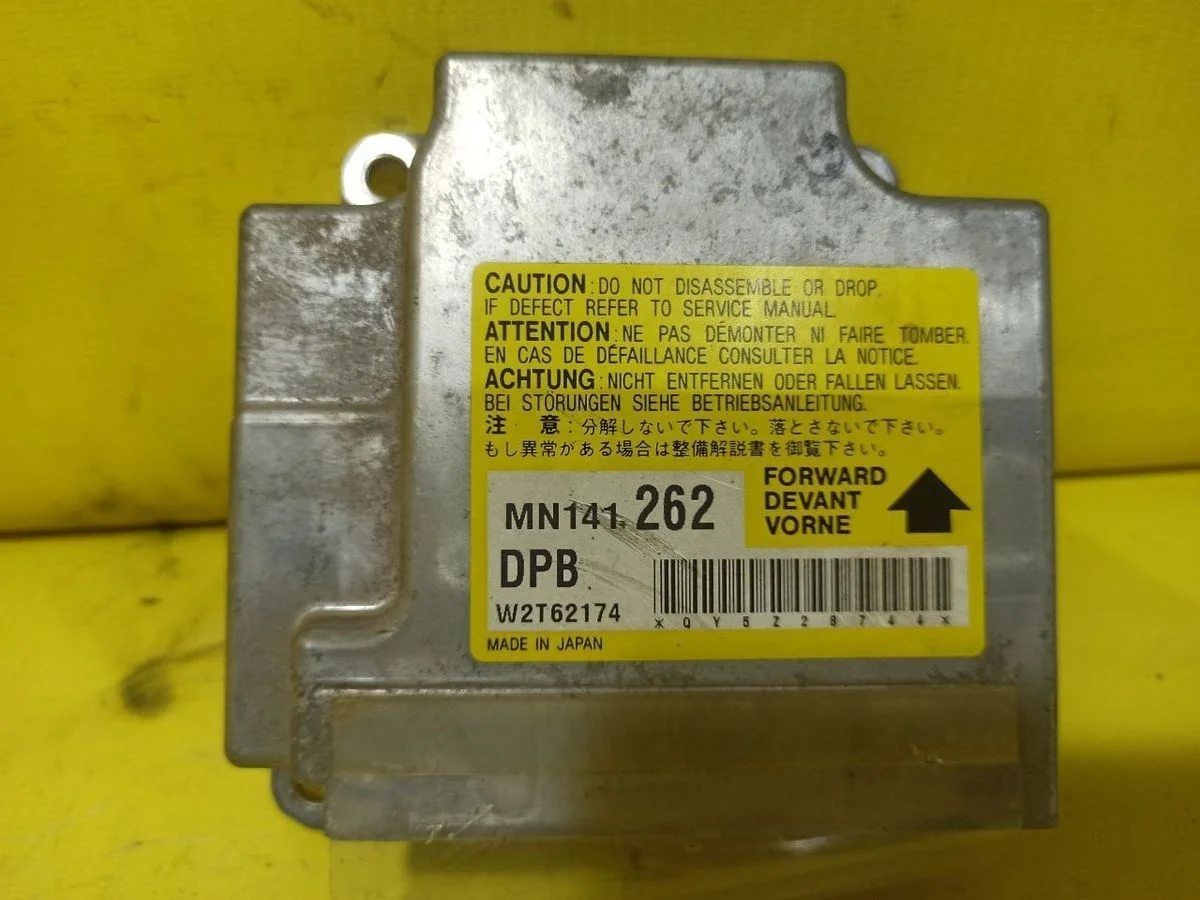 CAUTION : DO NOT DISASSEMBLE OR DROP.
IF DEFECT REFER TO SERVICE MANUAL.
ATTENTION : NE PAS DÉMONTER NI FAIRE TOMBER.
EN CAS DE DÉFAILLANCE CONSULTER LA NOTICE.
ACHTUNG : NICHT ENTFERNEN ODER FALLEN LASSEN.
BEI STÖRUNGEN SIEHE BETRIEBSANLEITUNG.
注 意 : 分解しないで下さい。落とさないで下さい。
もし異常がある場合は整備解説書を御覧下さい。
FORWARD
DEVANT
VORNE
MN141. 262
DPB
W2T62174
*QY5Z28744*
MADE IN JAPAN